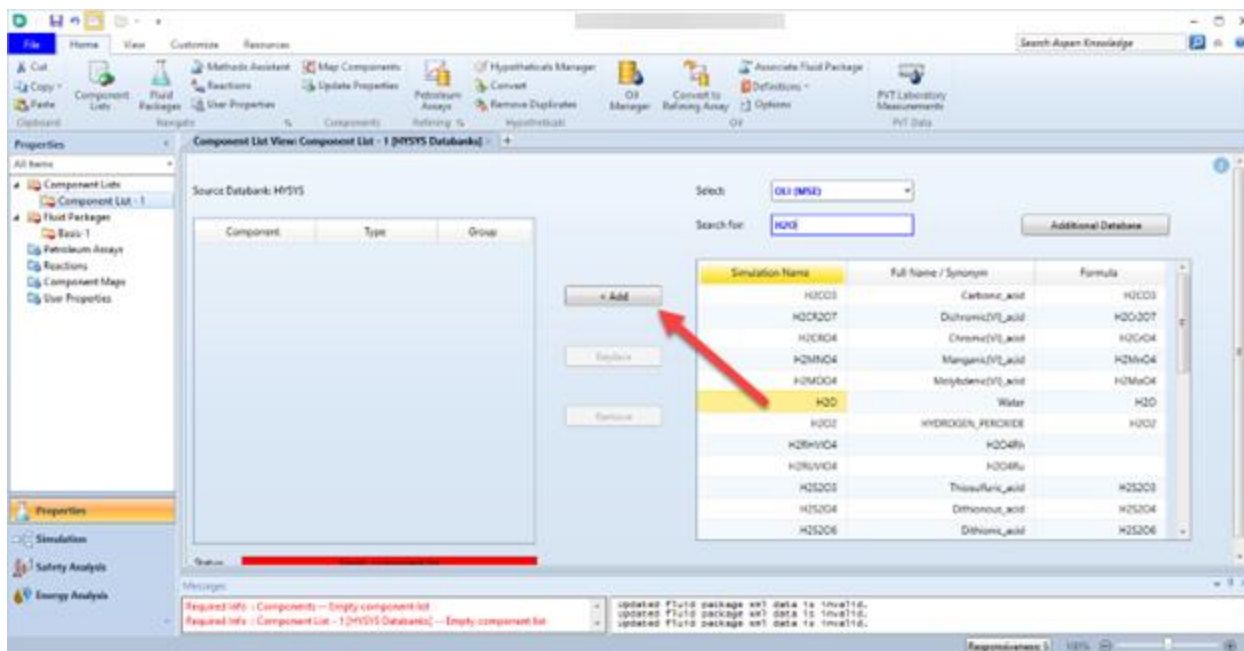 File Home View Customize Resources
Search Aspen Knowledge
Cut
Copy
Paste
Clipboard
Component Lists
Fluid Packages
Methods Assistant
Reactions
User Properties
Navigate
Map Components
Update Properties
Components
Petroleum Assays
Refining
Hypotheticals Manager
Convert
Remove Duplicates
Hypotheticals
Oil Manager
Convert to Refining Assay
Associate Fluid Package
Definitions
Options
Oil
PVT Laboratory Measurements
PVT Data
Properties
All Items
Component Lists
Component List - 1
Fluid Packages
Basis-1
Petroleum Assays
Reactions
Component Maps
User Properties
Properties
Simulation
Safety Analysis
Energy Analysis
Component List View: Component List - 1 [HYSYS Databanks] +
Source Databank: HYSYS
Component Type Group
< Add
Replace
Remove
Select: OLI (MSE)
Search for: H2O
Additional Database
Simulation Name Full Name / Synonym Formula
H2CO3 Carbonic_acid H2CO3
H2CR2O7 Dichromic(VI)_acid H2Cr2O7
H2CRO4 Chromic(VI)_acid H2CrO4
H2MNO4 Manganic(VI)_acid H2MnO4
H2MOO4 Molybdenic(VI)_acid H2MoO4
H2O Water H2O
H2O2 HYDROGEN_PEROXIDE H2O2
H2RHVIO4 H2O4Rh
H2RUVIO4 H2O4Ru
H2S2O3 Thiosulfuric_acid H2S2O3
H2S2O4 Dithionous_acid H2S2O4
H2S2O6 Dithionic_acid H2S2O6
Status:
Messages
Required Info : Components -- Empty component list
Required Info : Component List - 1 [HYSYS Databanks] -- Empty component list
updated fluid package xml data is invalid.
updated fluid package xml data is invalid.
updated fluid package xml data is invalid.
100%